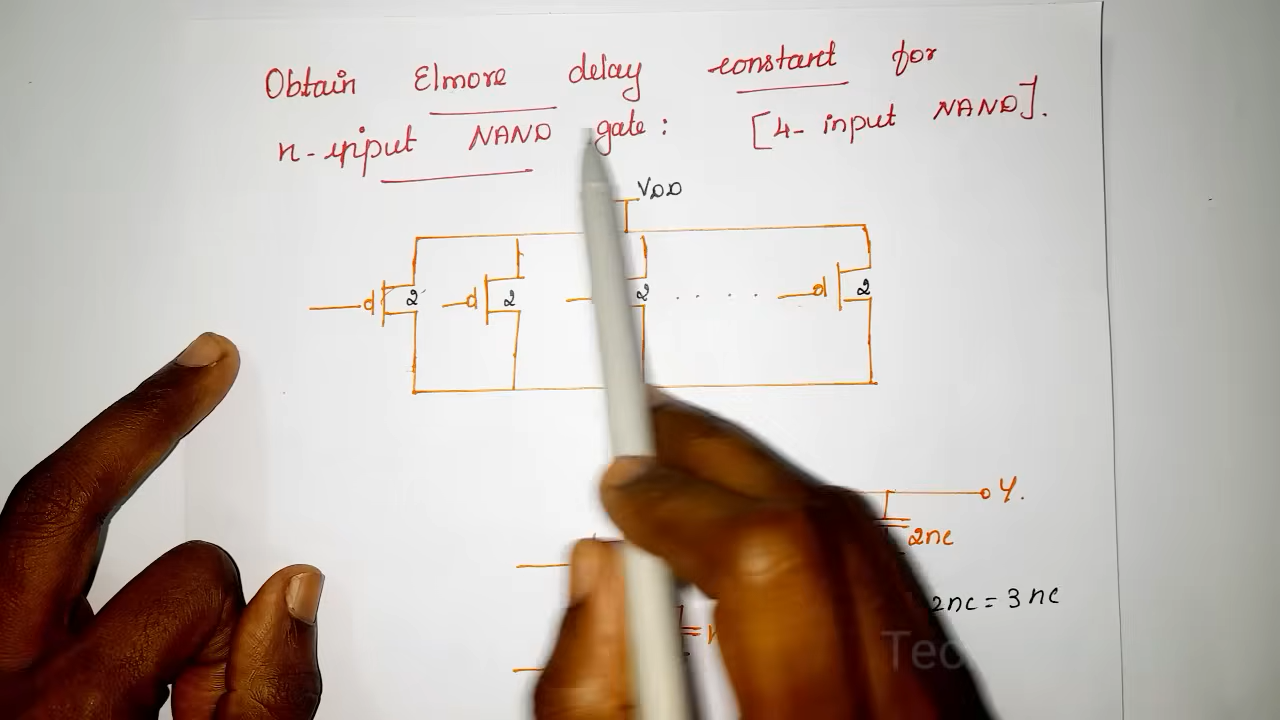 Obtain Elmore delay constant for
n-input NAND gate: [4-input NAND].
VDD
2 2 2 . . . . 2
Y.
2nc
2nc = 3nc